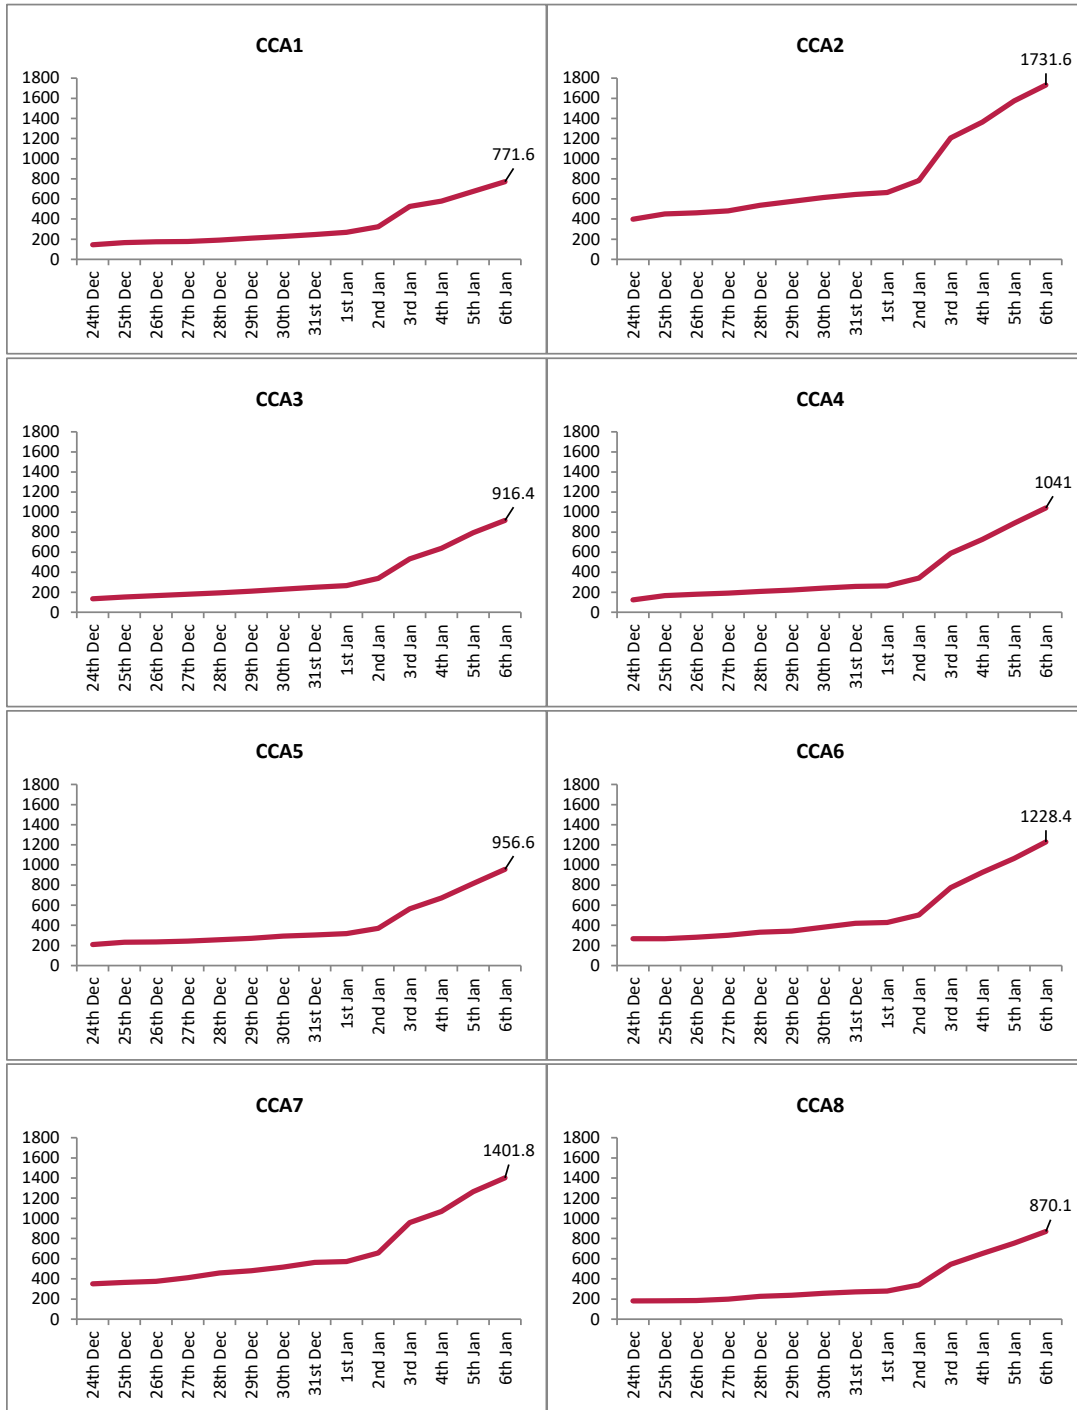 CCA1
771.6
1800
1600
1400
1200
1000
800
600
400
200
0
24th Dec
25th Dec
26th Dec
27th Dec
28th Dec
29th Dec
30th Dec
31st Dec
1st Jan
2nd Jan
3rd Jan
4th Jan
5th Jan
6th Jan
CCA2
1731.6
1800
1600
1400
1200
1000
800
600
400
200
0
24th Dec
25th Dec
26th Dec
27th Dec
28th Dec
29th Dec
30th Dec
31st Dec
1st Jan
2nd Jan
3rd Jan
4th Jan
5th Jan
6th Jan
CCA3
916.4
1800
1600
1400
1200
1000
800
600
400
200
0
24th Dec
25th Dec
26th Dec
27th Dec
28th Dec
29th Dec
30th Dec
31st Dec
1st Jan
2nd Jan
3rd Jan
4th Jan
5th Jan
6th Jan
CCA4
1041
1800
1600
1400
1200
1000
800
600
400
200
0
24th Dec
25th Dec
26th Dec
27th Dec
28th Dec
29th Dec
30th Dec
31st Dec
1st Jan
2nd Jan
3rd Jan
4th Jan
5th Jan
6th Jan
CCA5
956.6
1800
1600
1400
1200
1000
800
600
400
200
0
24th Dec
25th Dec
26th Dec
27th Dec
28th Dec
29th Dec
30th Dec
31st Dec
1st Jan
2nd Jan
3rd Jan
4th Jan
5th Jan
6th Jan
CCA6
1228.4
1800
1600
1400
1200
1000
800
600
400
200
0
24th Dec
25th Dec
26th Dec
27th Dec
28th Dec
29th Dec
30th Dec
31st Dec
1st Jan
2nd Jan
3rd Jan
4th Jan
5th Jan
6th Jan
CCA7
1401.8
1800
1600
1400
1200
1000
800
600
400
200
0
24th Dec
25th Dec
26th Dec
27th Dec
28th Dec
29th Dec
30th Dec
31st Dec
1st Jan
2nd Jan
3rd Jan
4th Jan
5th Jan
6th Jan
CCA8
870.1
1800
1600
1400
1200
1000
800
600
400
200
0
24th Dec
25th Dec
26th Dec
27th Dec
28th Dec
29th Dec
30th Dec
31st Dec
1st Jan
2nd Jan
3rd Jan
4th Jan
5th Jan
6th Jan